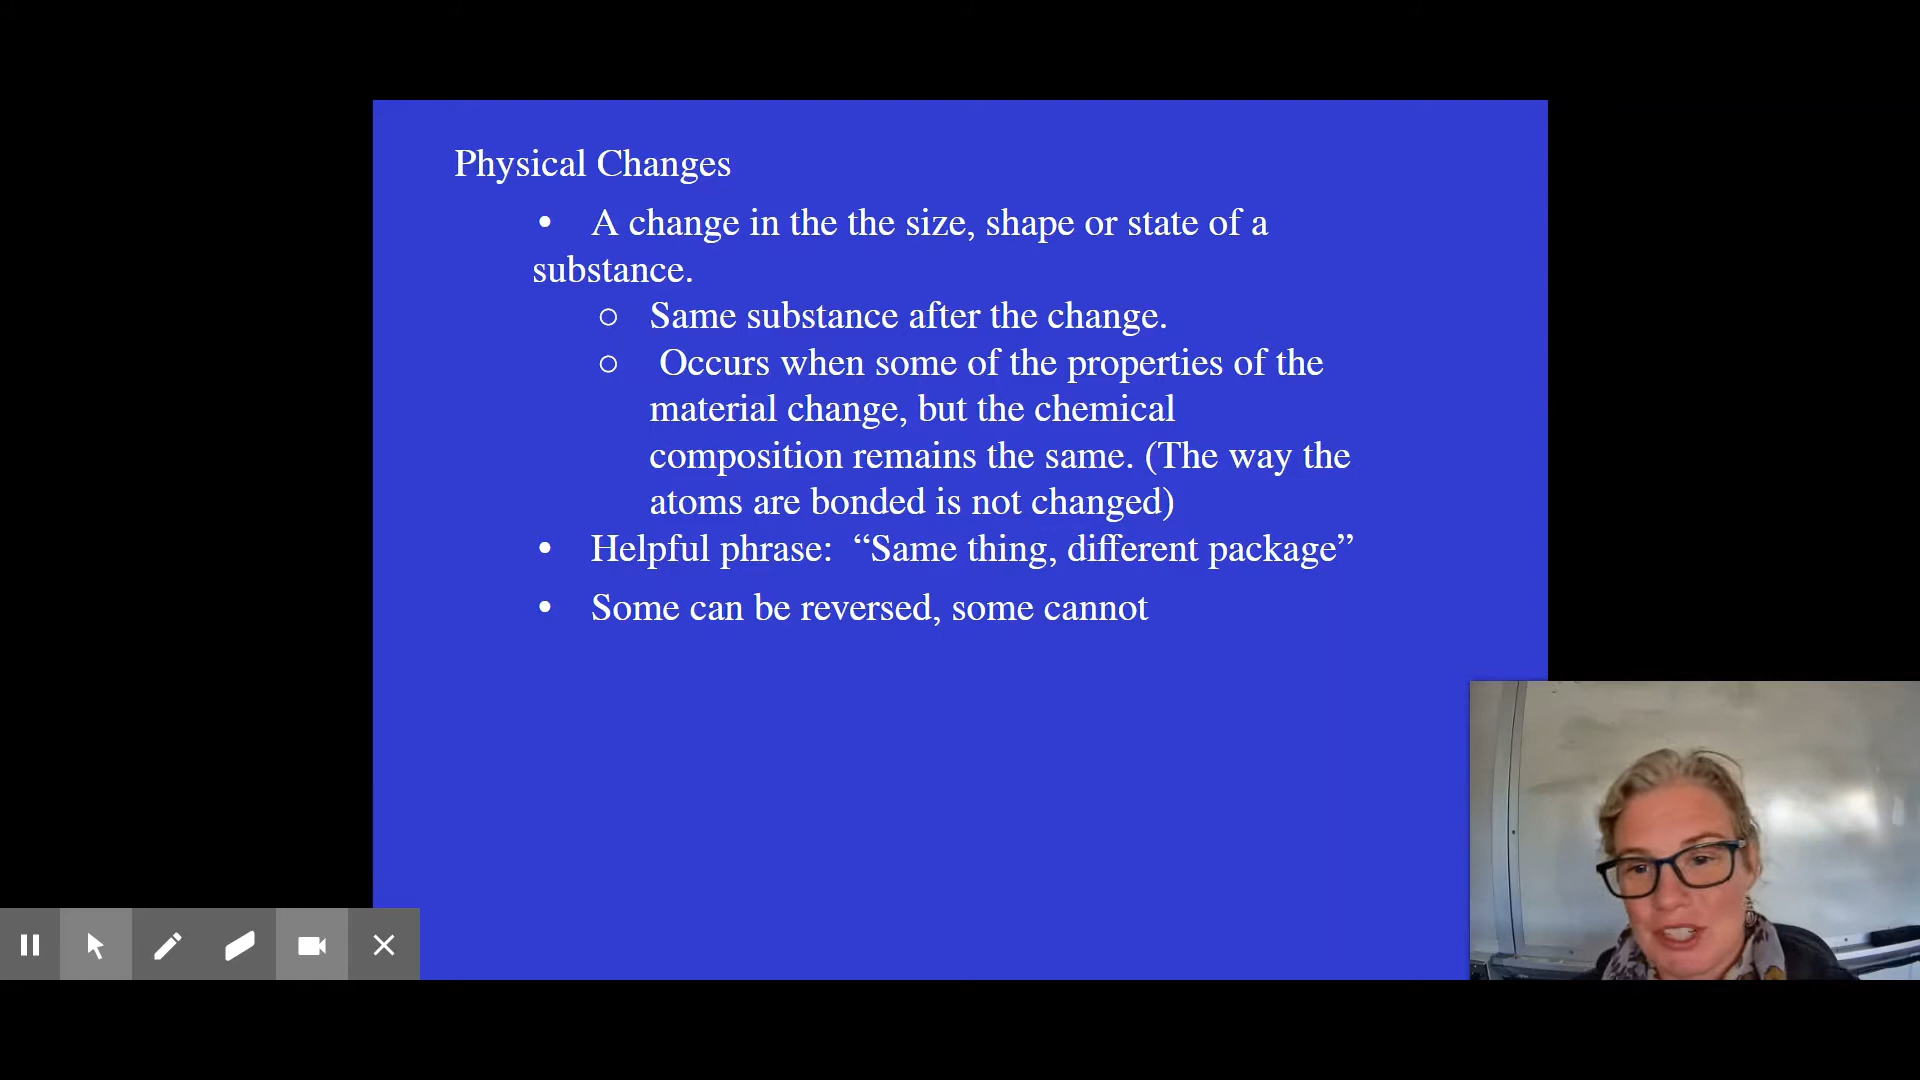 Physical Changes
• A change in the the size, shape or state of a
substance.
○ Same substance after the change.
○ Occurs when some of the properties of the
material change, but the chemical
composition remains the same. (The way the
atoms are bonded is not changed)
• Helpful phrase: “Same thing, different package”
• Some can be reversed, some cannot